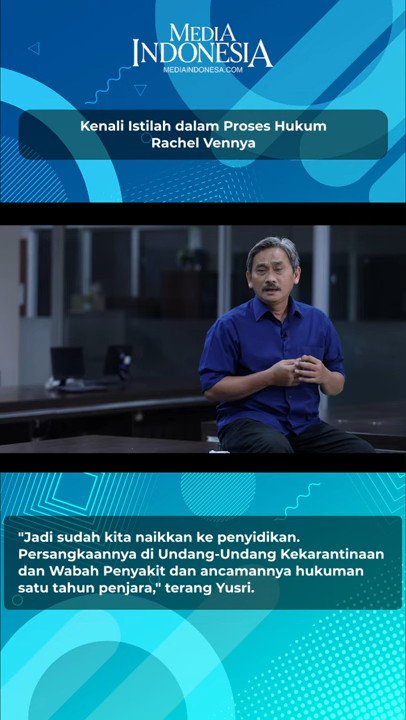 MEDIA
INDONESIA
MEDIAINDONESA.COM
Kenali Istilah dalam Proses Hukum
Rachel Vennya
"Jadi sudah kita naikkan ke penyidikan.
Persangkaannya di Undang-Undang Kekarantinaan
dan Wabah Penyakit dan ancamannya hukuman
satu tahun penjara," terang Yusri.